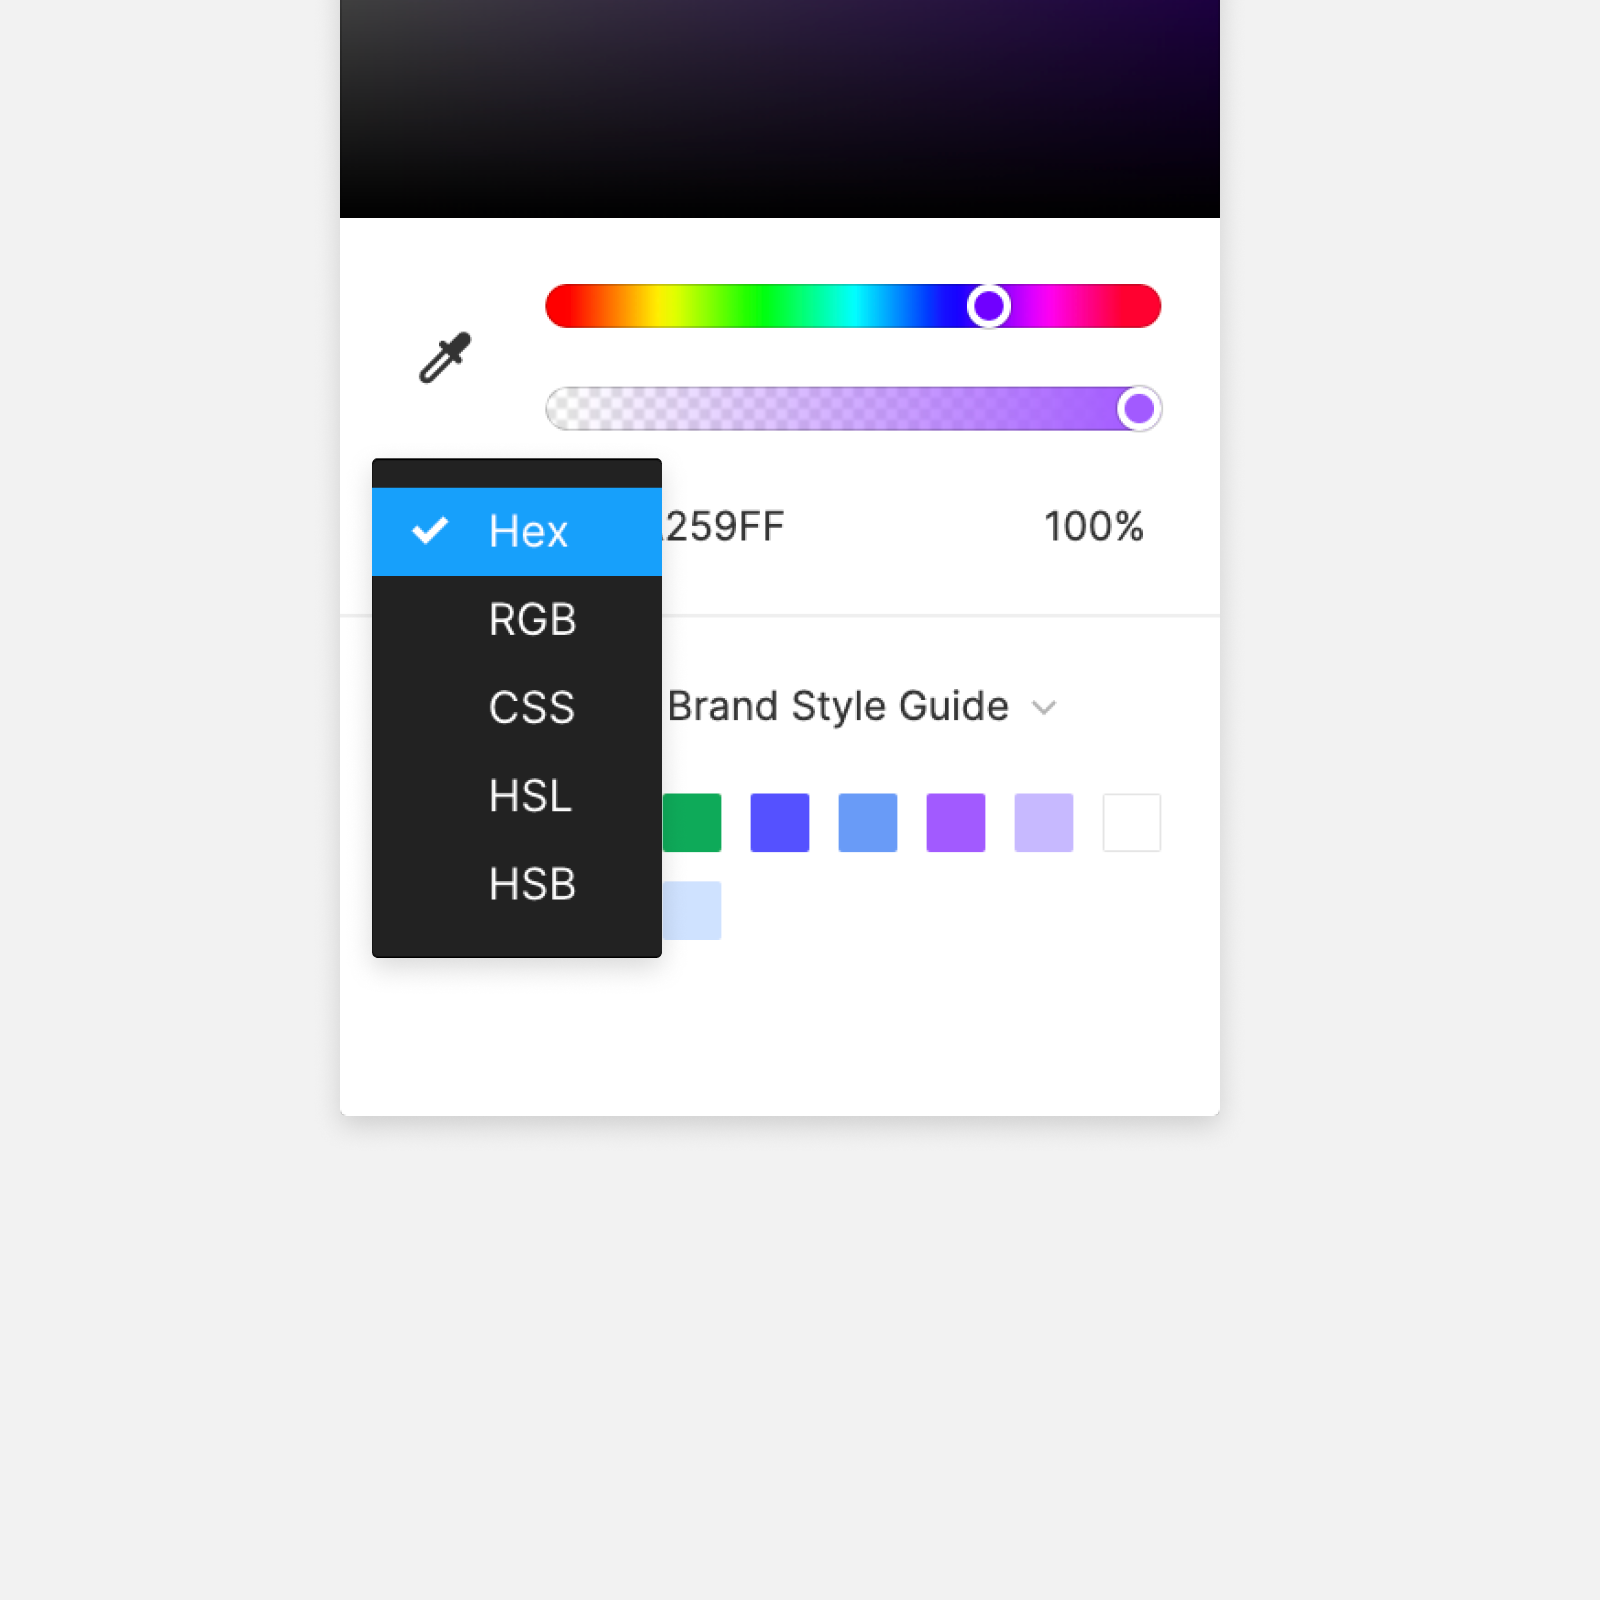 Hex
259FF
100%
RGB
CSS
Brand Style Guide
HSL
HSB